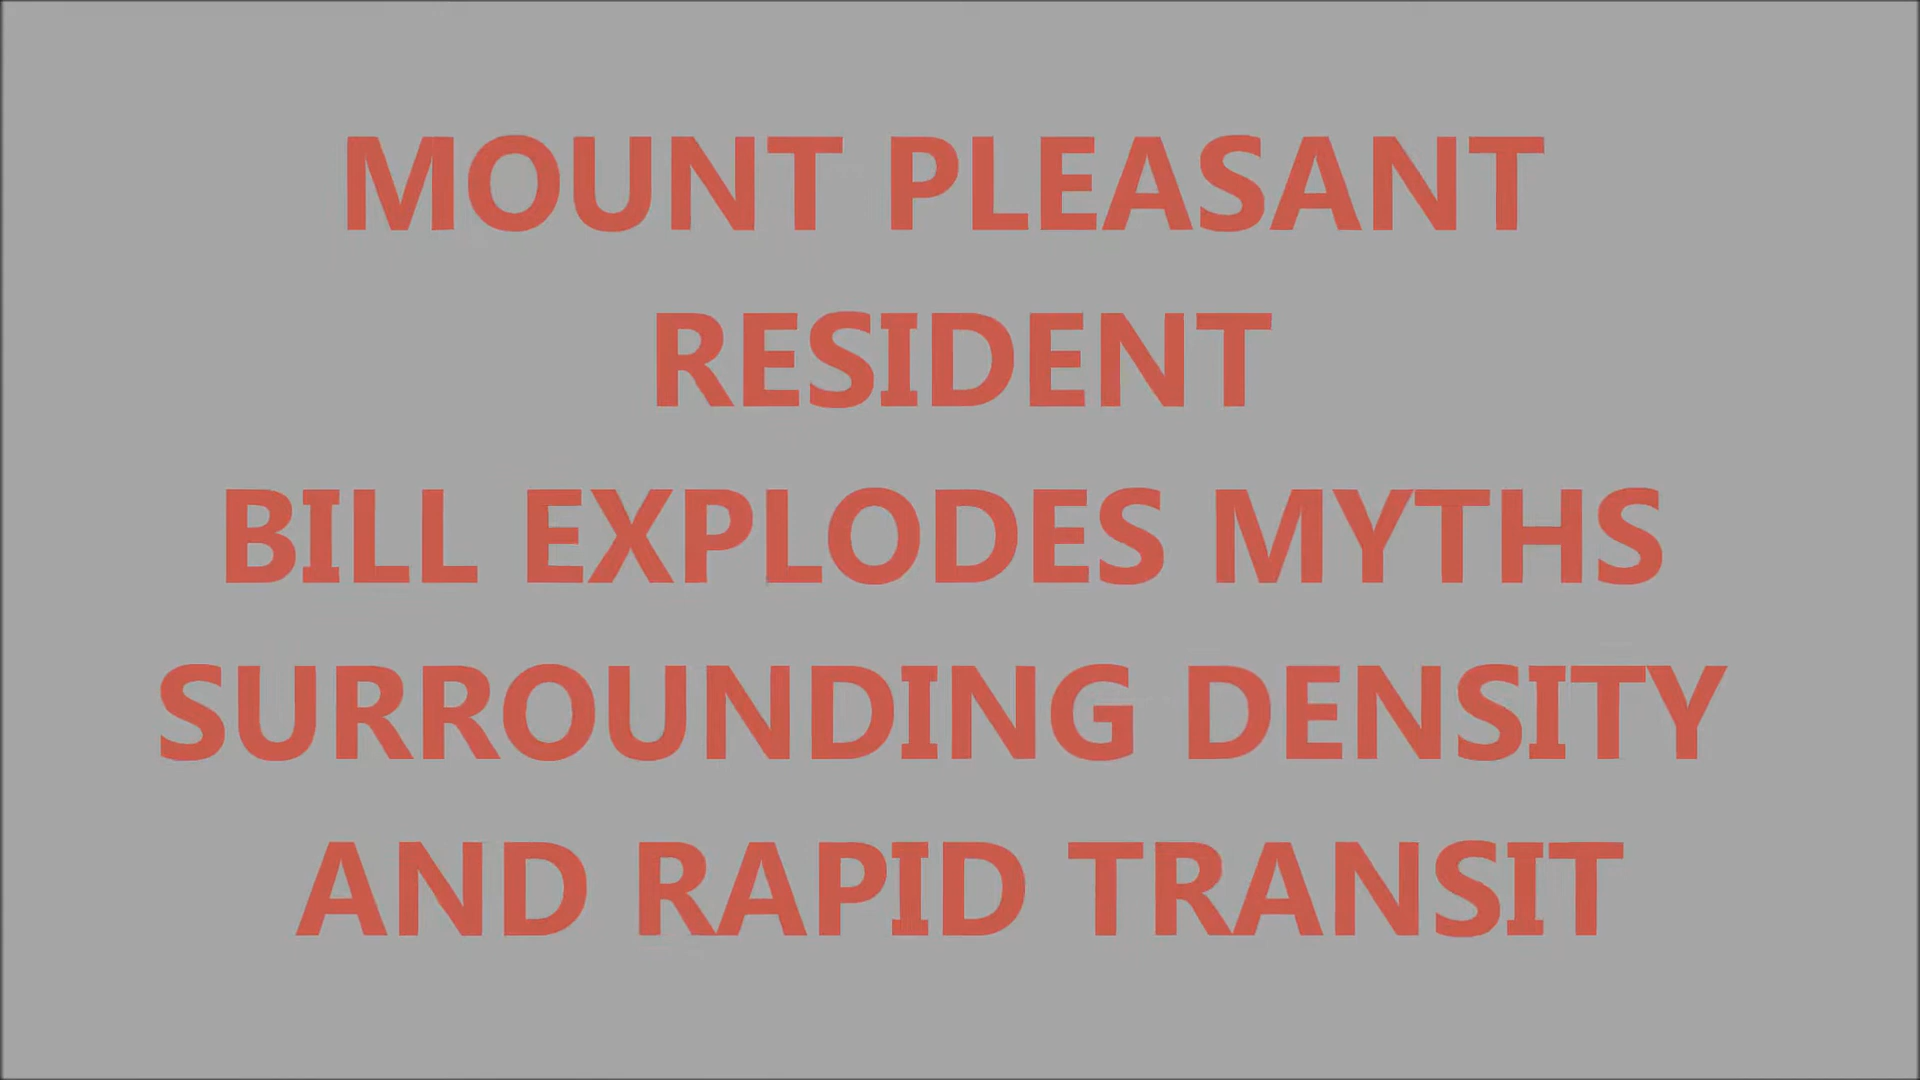 MOUNT PLEASANT
RESIDENT
BILL EXPLODES MYTHS
SURROUNDING DENSITY
AND RAPID TRANSIT